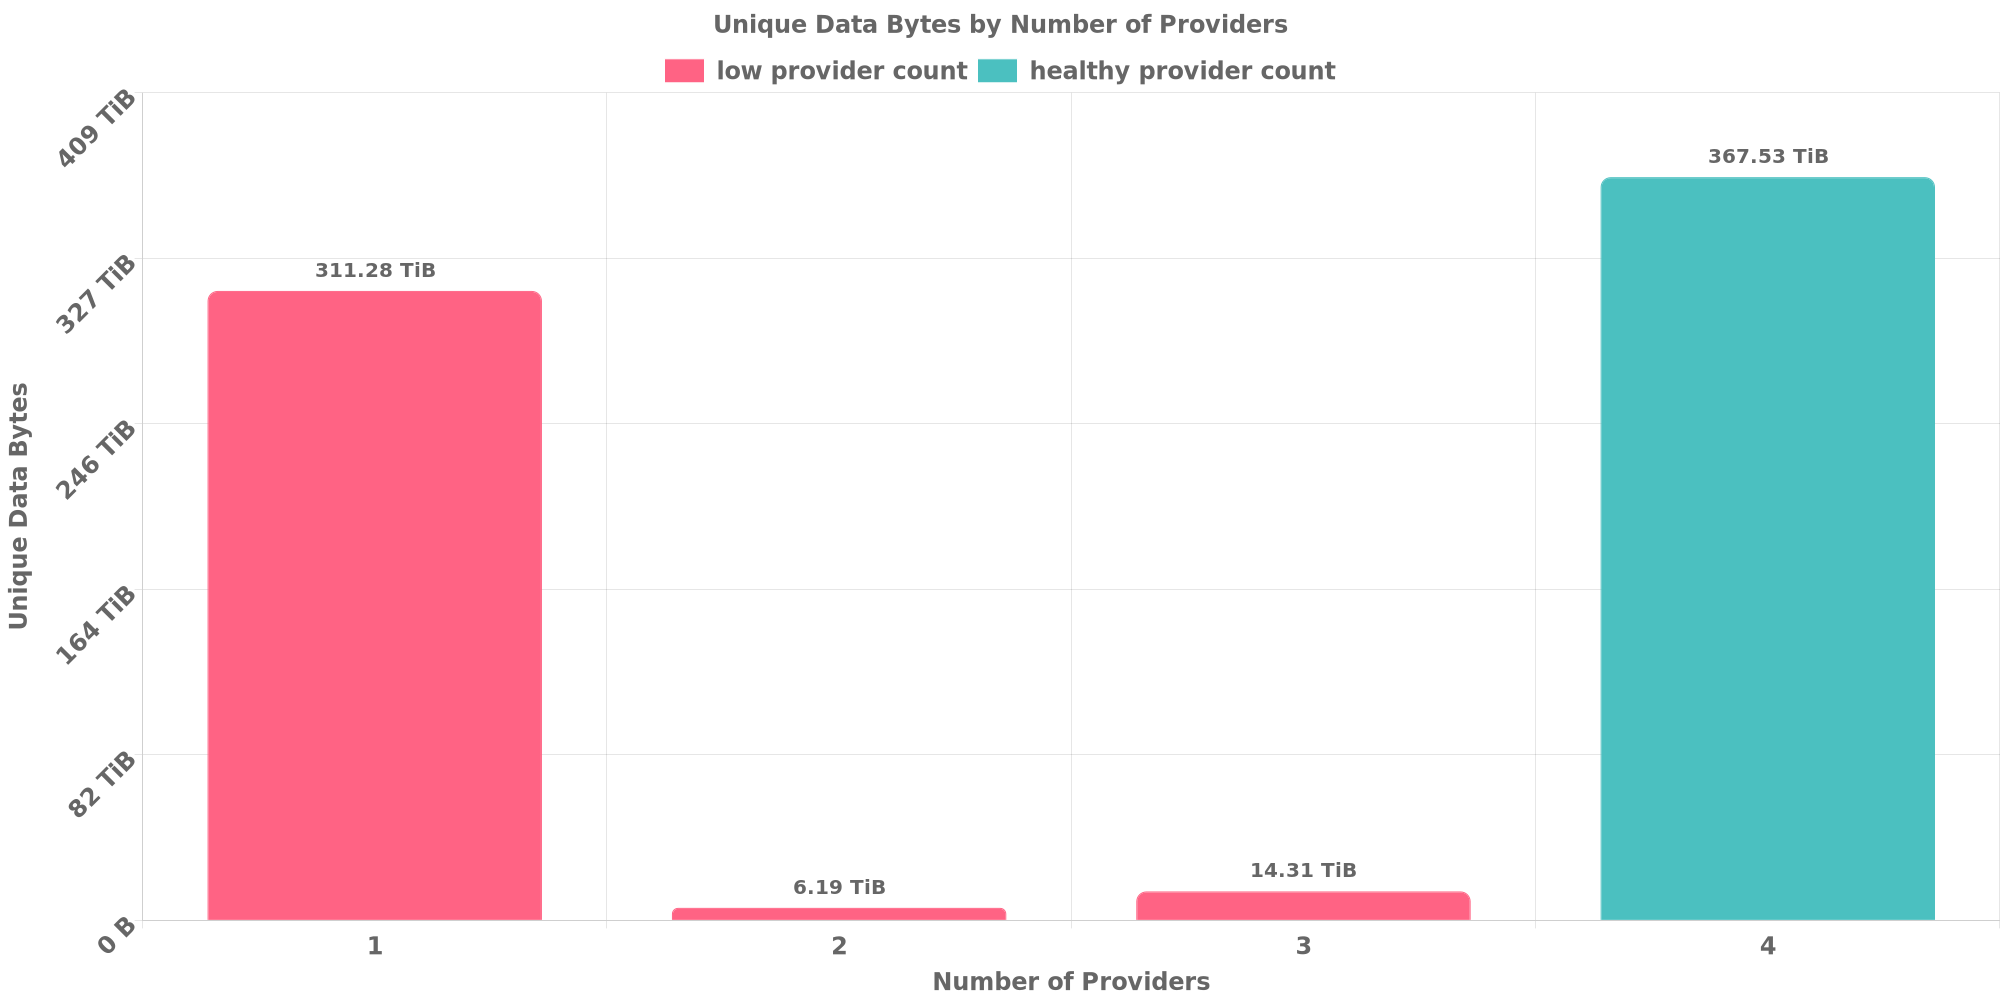 Unique Data Bytes by Number of Providers
low provider count healthy provider count
409 TiB
327 TiB
246 TiB
164 TiB
82 TiB
0 B
Unique Data Bytes
311.28 TiB
6.19 TiB
14.31 TiB
367.53 TiB
1 2 3 4
Number of Providers